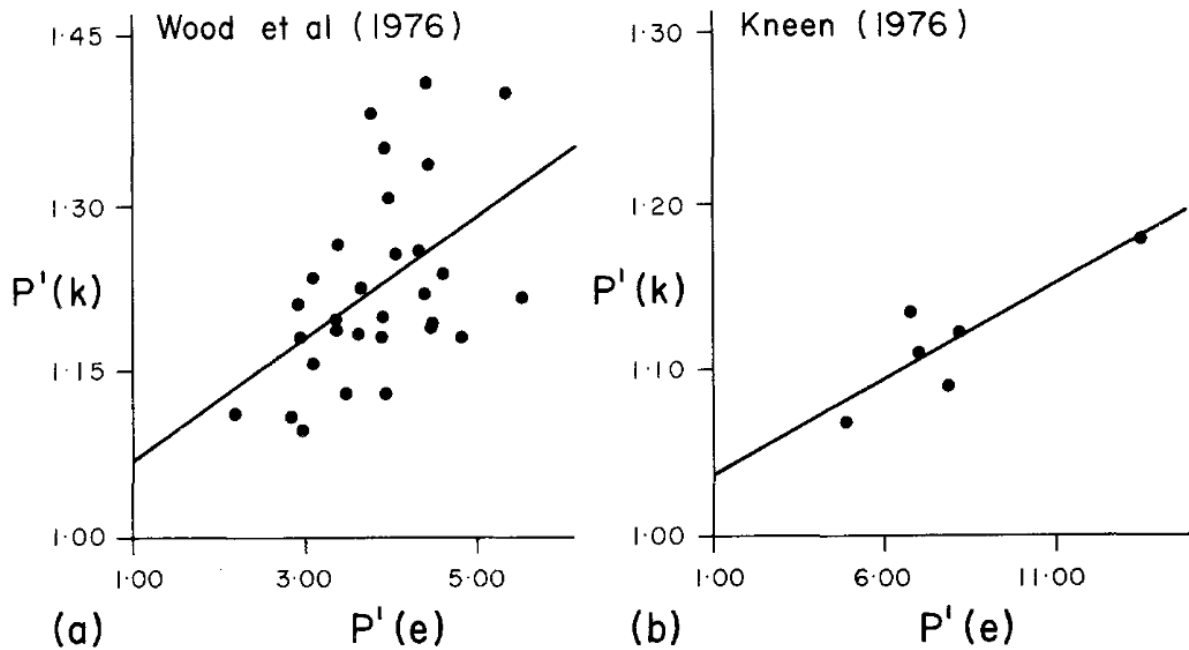 Wood et al (1976)
1·45
1·30
P'(k)
1·15
1·00
1·00 3·00 5·00
(a) P'(e)
Kneen (1976)
1·30
1·20
P'(k)
1·10
1·00
1·00 6·00 11·00
(b) P'(e)